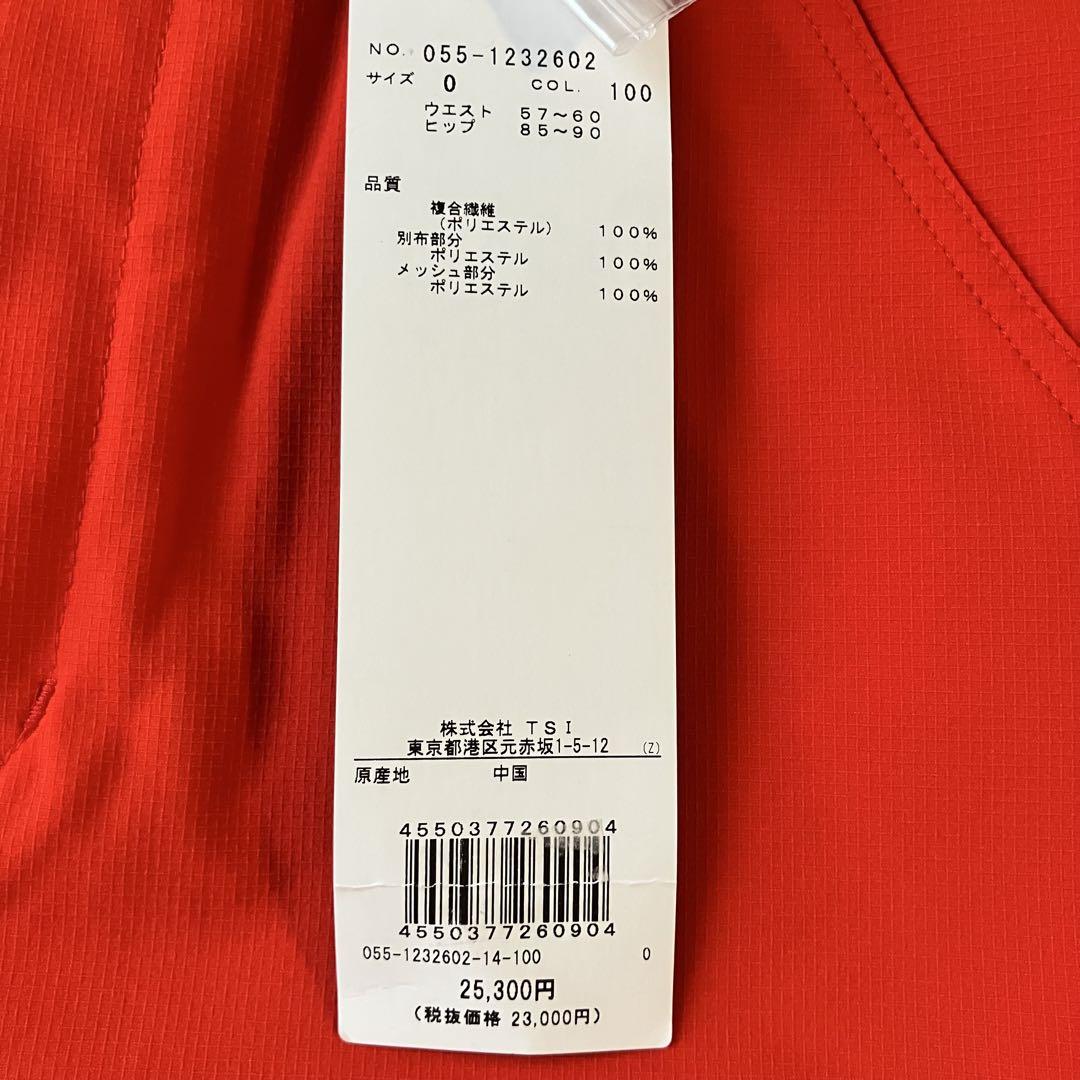 NO. 055-1232602
サイズ 0 COL. 100
ウエスト 57～60
ヒップ 85～90
品質
複合繊維
(ポリエステル) 100%
別布部分
ポリエステル 100%
メッシュ部分
ポリエステル 100%
株式会社 TSI
東京都港区元赤坂1-5-12 (Z)
原産地 中国
4550377260904
4550377260904
055-1232602-14-100 0
25,300円
(税抜価格 23,000円)